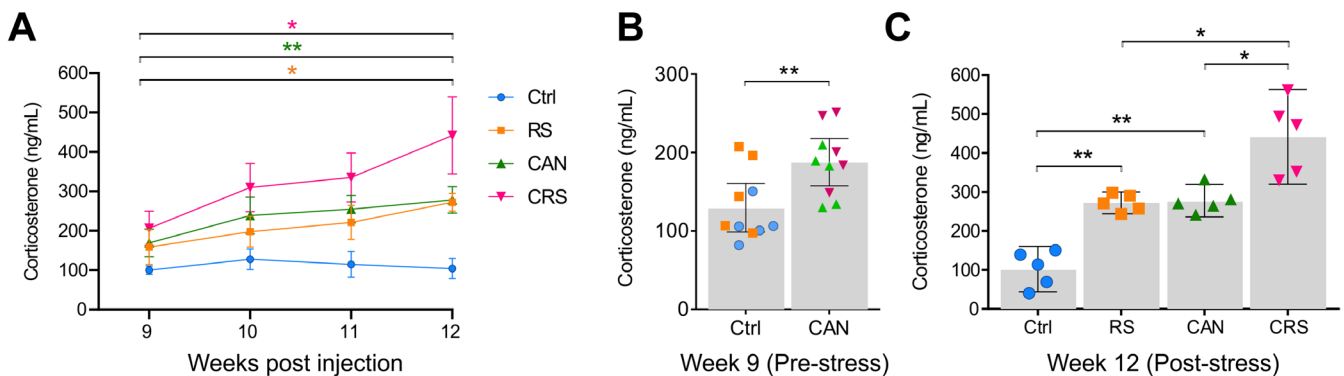 A
*
**
*
600
500
400
300
200
100
0
Corticosterone (ng/mL)
9
10
11
12
Weeks post injection
Ctrl
RS
CAN
CRS
B
**
300
200
100
0
Corticosterone (ng/mL)
Ctrl
CAN
Week 9 (Pre-stress)
C
*
*
**
**
600
500
400
300
200
100
0
Corticosterone (ng/mL)
Ctrl
RS
CAN
CRS
Week 12 (Post-stress)